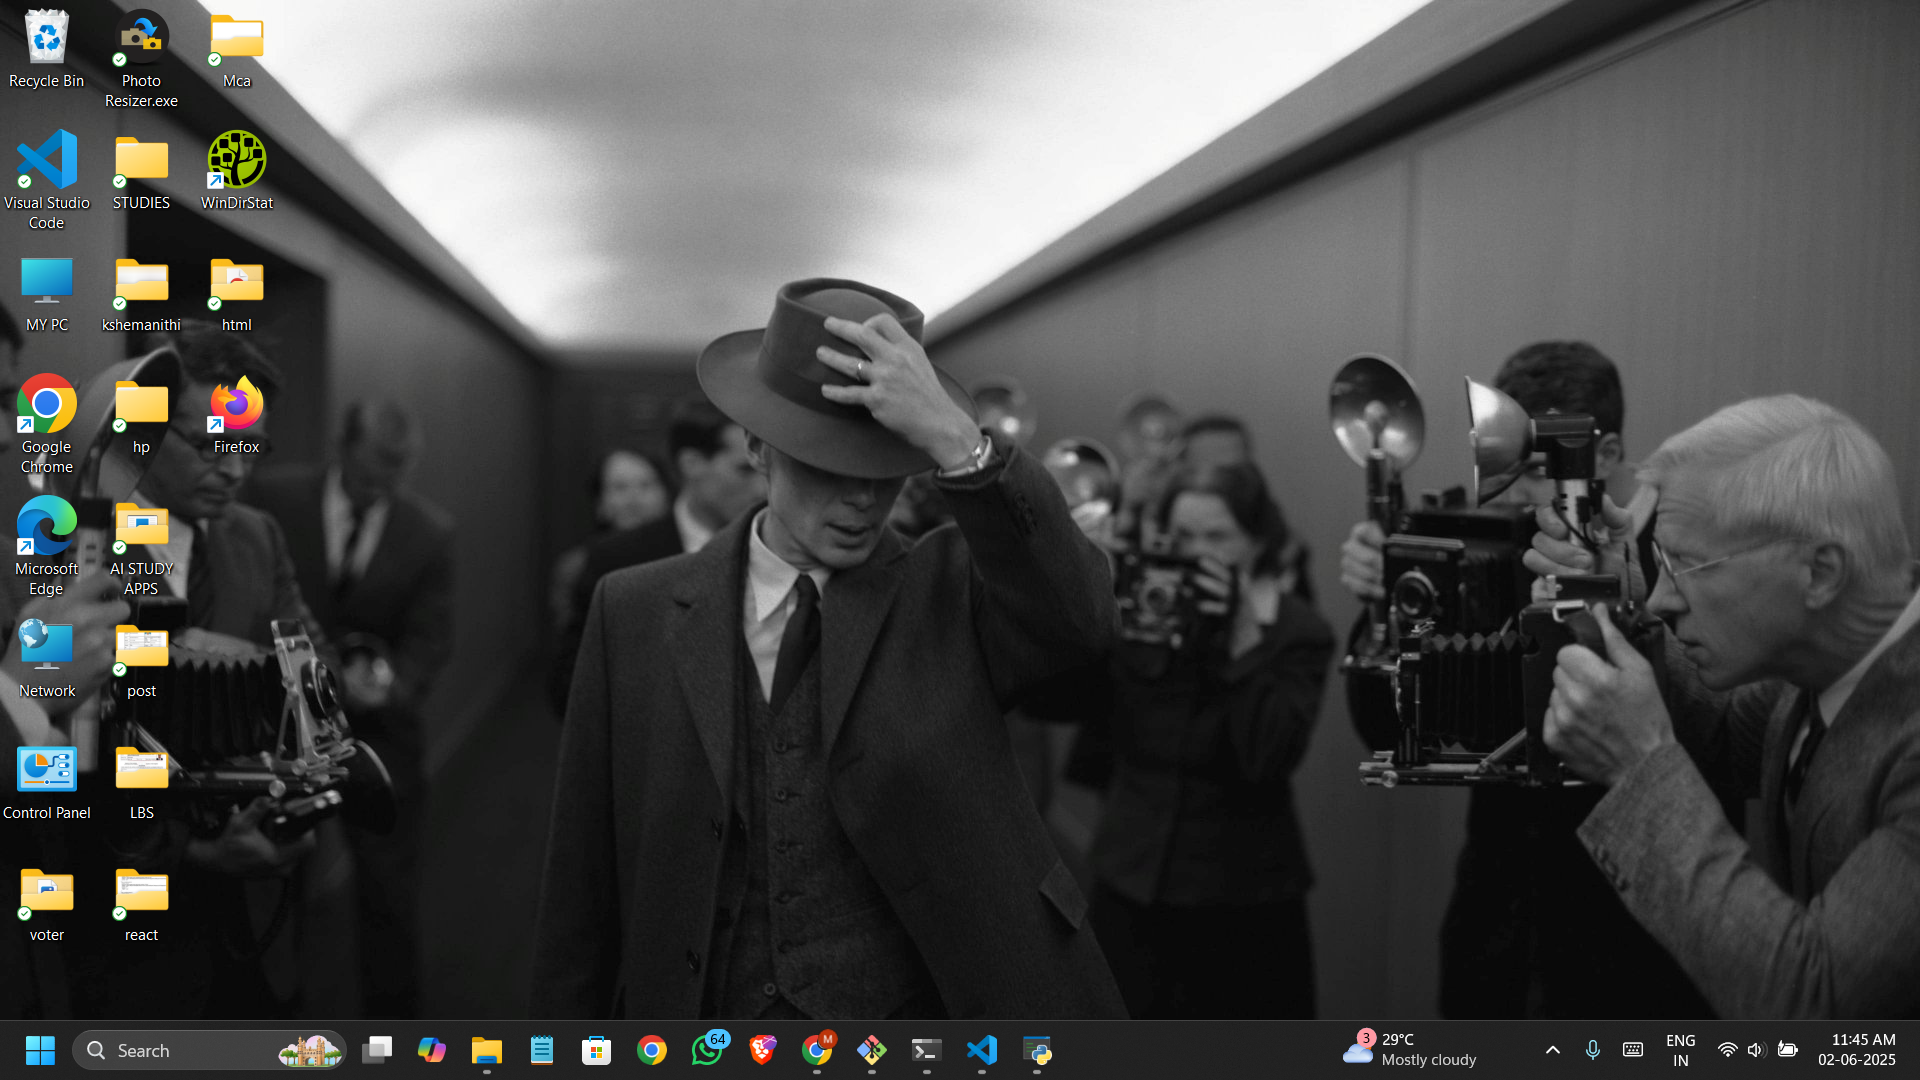 Recycle Bin
Photo
Resizer.exe
Mca
Visual Studio
Code
STUDIES
WinDirStat
MY PC
kshemanithi
html
Google
Chrome
hp
Firefox
Microsoft
Edge
AI STUDY
APPS
Network
post
Control Panel
LBS
voter
react
Search
64
M
3
29°C
Mostly cloudy
ENG
IN
11:45 AM
02-06-2025